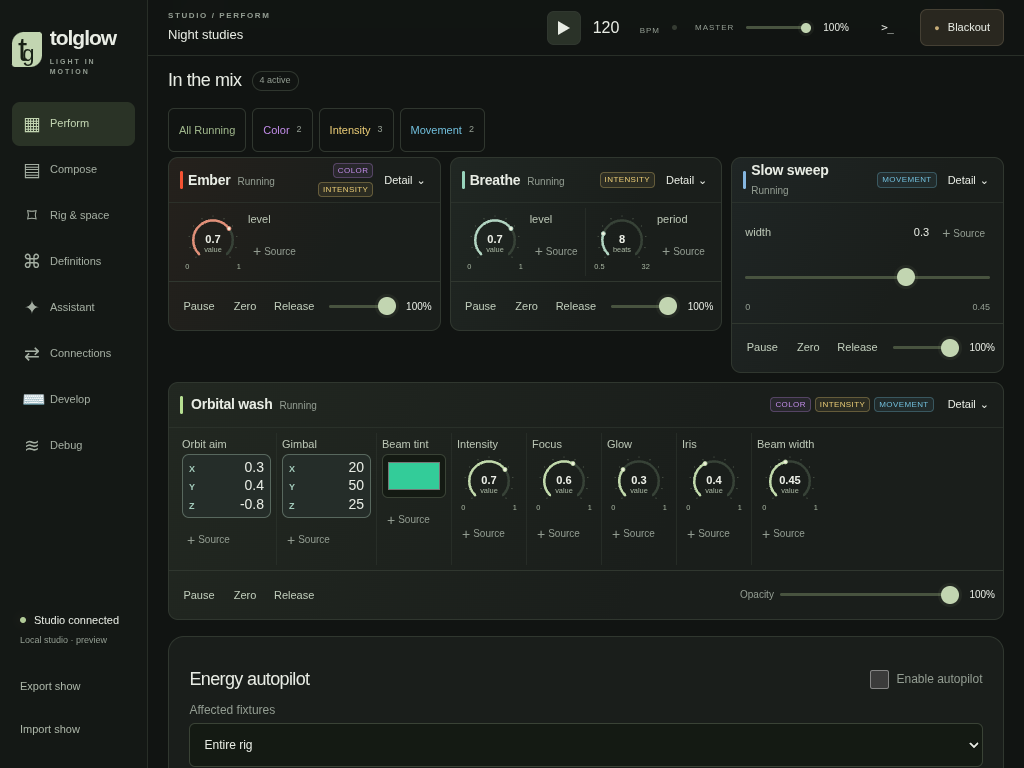 tg tolglow
LIGHT IN MOTION
Perform
Compose
Rig & space
Definitions
Assistant
Connections
Develop
Debug
Studio connected
Local studio · preview
Export show
Import show
STUDIO / PERFORM
Night studies
120 BPM
MASTER 100%
>_
Blackout
In the mix 4 active
All Running
Color 2
Intensity 3
Movement 2
Ember Running
COLOR
INTENSITY
Detail
level
0.7
value
0 1
+ Source
Pause Zero Release 100%
Breathe Running
INTENSITY
Detail
level
0.7
value
0 1
+ Source
period
8
beats
0.5 32
+ Source
Pause Zero Release 100%
Slow sweep
Running
MOVEMENT
Detail
width 0.3 + Source
0 0.45
Pause Zero Release 100%
Orbital wash Running
COLOR INTENSITY MOVEMENT
Detail
Orbit aim
X 0.3
Y 0.4
Z -0.8
+ Source
Gimbal
X 20
Y 50
Z 25
+ Source
Beam tint
+ Source
Intensity
0.7
value
0 1
+ Source
Focus
0.6
value
0 1
+ Source
Glow
0.3
value
0 1
+ Source
Iris
0.4
value
0 1
+ Source
Beam width
0.45
value
0 1
+ Source
Pause Zero Release
Opacity 100%
Energy autopilot
Enable autopilot
Affected fixtures
Entire rig